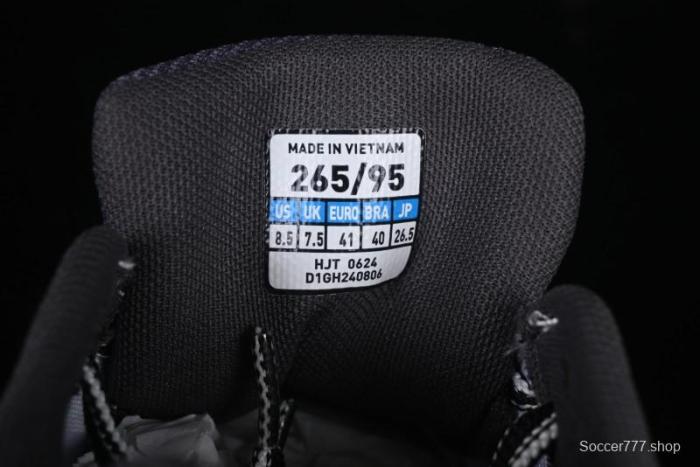 MADE IN VIETNAM
265/95
US UK EURO BRA JP
8.5 7.5 41 40 26.5
HJT 0624
D1GH240806
Soccer777.shop